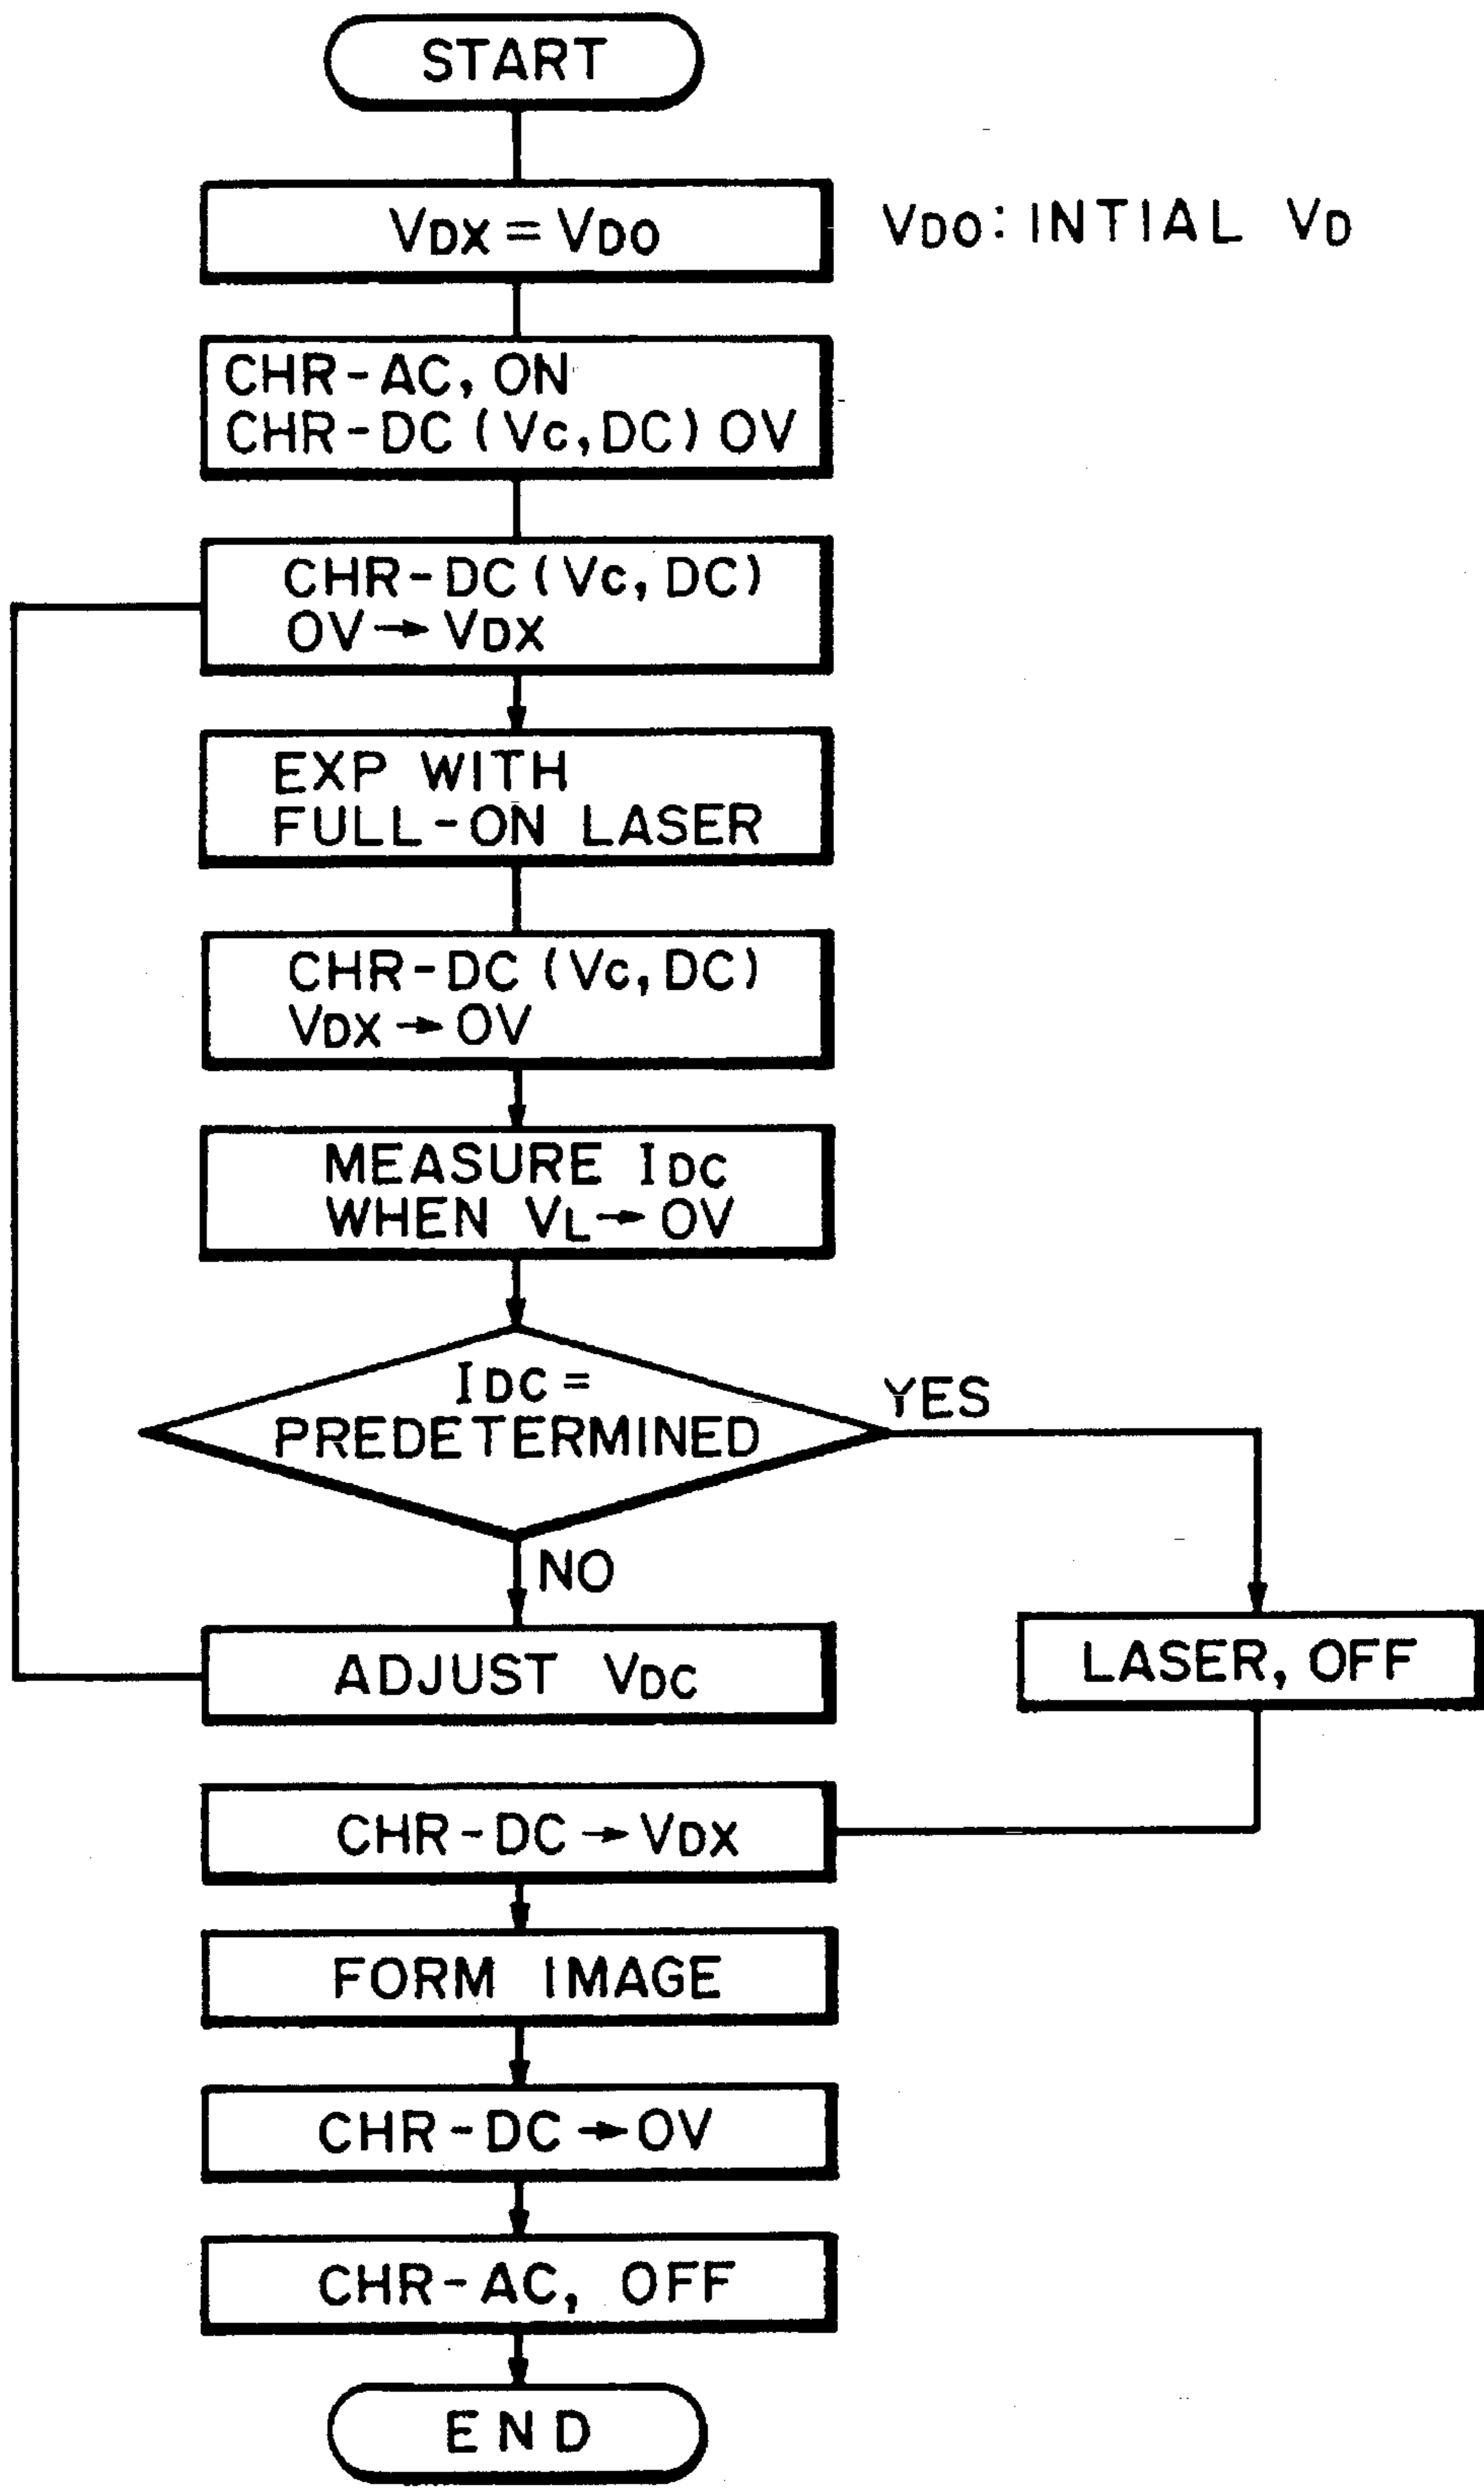 START
VDX = VDO
VDO: INTIAL VD
CHR-AC, ON
CHR-DC (Vc, DC) OV
CHR-DC (Vc, DC)
OV → VDX
EXP WITH
FULL-ON LASER
CHR-DC (Vc, DC)
VDX → OV
MEASURE IDC
WHEN VL → OV
IDC =
PREDETERMINED
YES
NO
ADJUST VDC
LASER, OFF
CHR-DC → VDX
FORM IMAGE
CHR-DC → OV
CHR-AC, OFF
END